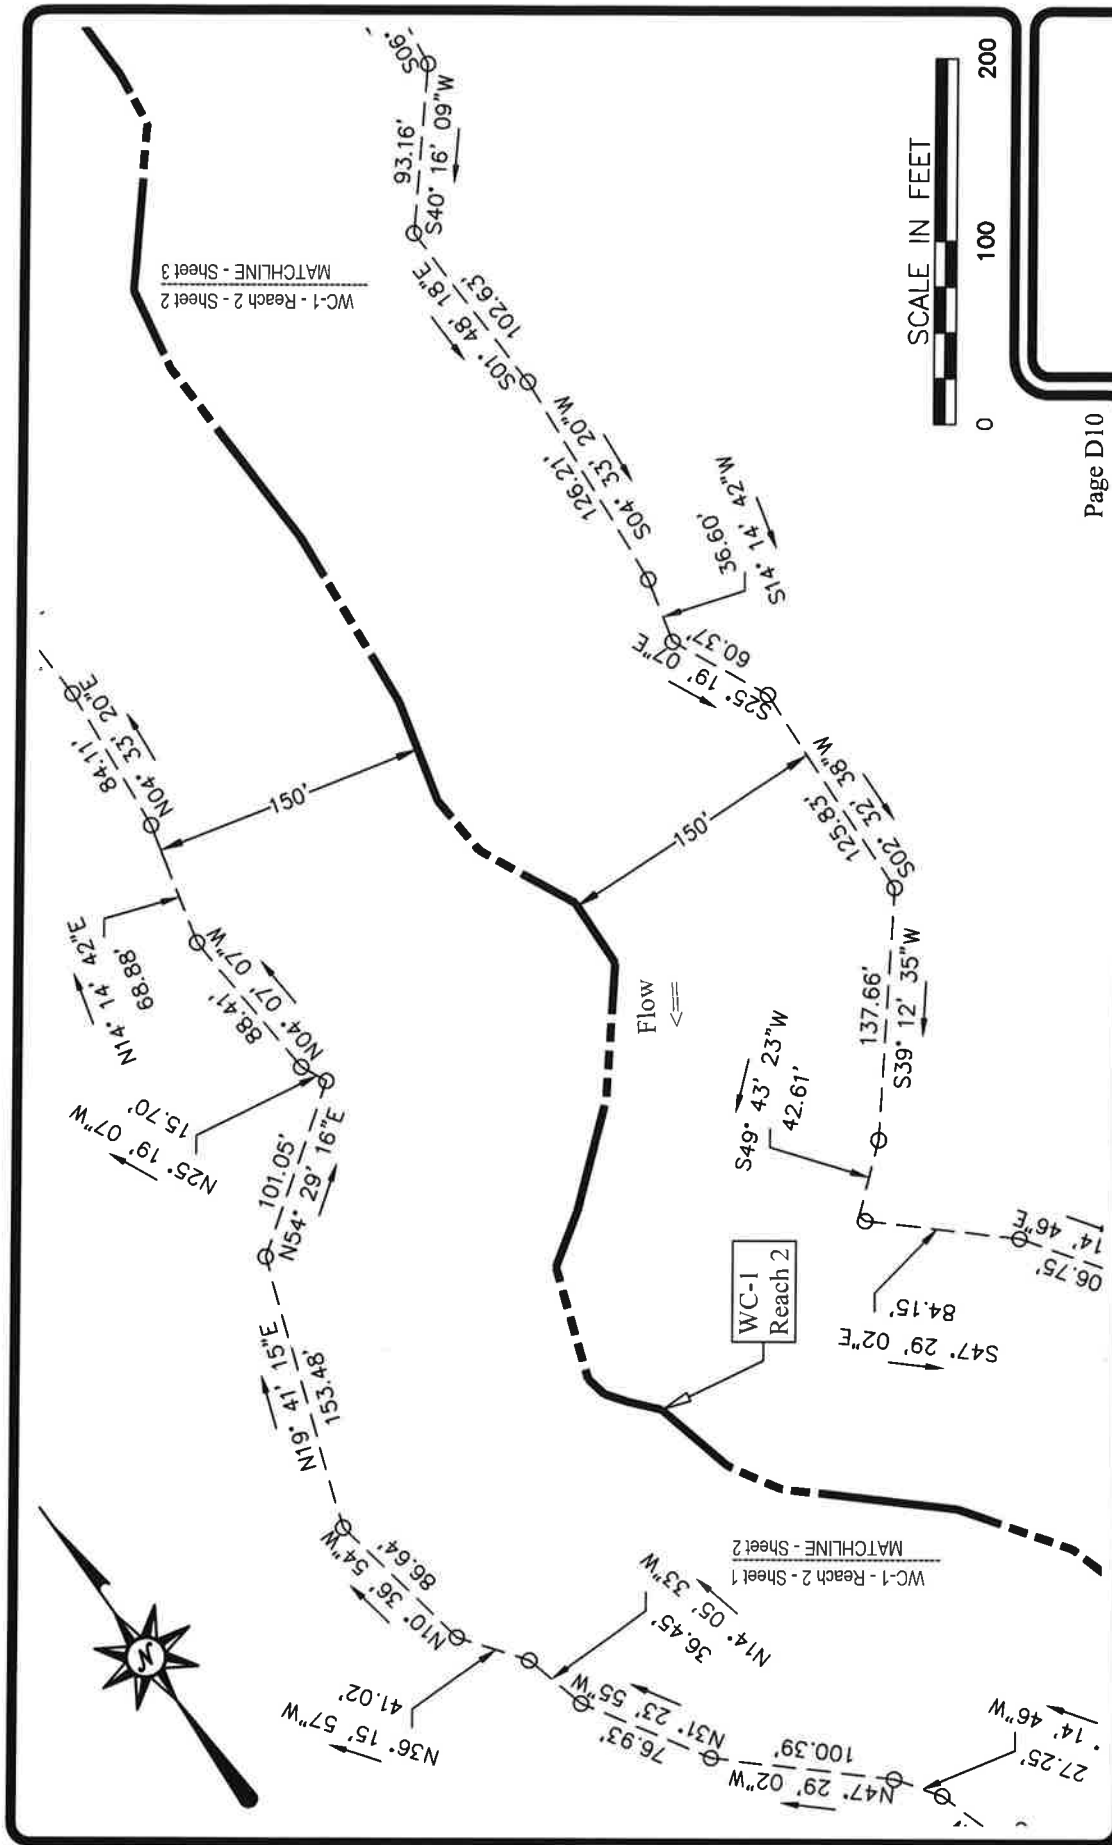 S06°
93.16'
S40° 16' 09"W
S01° 48' 18"E
102.63'
WC-1 - Reach 2 - Sheet 2
MATCHLINE - Sheet 3
SCALE IN FEET
0
100
200
126.21'
S04° 33' 20"W
36.60'
S14° 14' 42"W
S25° 19' 07"E
60.37'
Page D10
84.11'
N04° 33' 20"E
150'
N14° 14' 42"E
68.88'
88.41'
N04° 07' 07"W
150'
125.83'
S02° 32' 38"W
N25° 19' 07"W
15.70'
Flow
<==
137.66'
S39° 12' 35"W
101.05'
N54° 29' 16"E
S49° 43' 23"W
42.61'
N19° 41' 15"E
153.48'
WC-1
Reach 2
S47° 29' 02"E
84.15'
14' 46"E
06.75'
N10° 36' 54"W
86.64'
WC-1 - Reach 2 - Sheet 1
MATCHLINE - Sheet 2
N36° 15' 57"W
41.02'
36.45'
N14° 05' 33"W
N31° 23' 55"W
76.93'
N47° 29' 02"W
100.39'
° 14' 46"W
27.25'
N